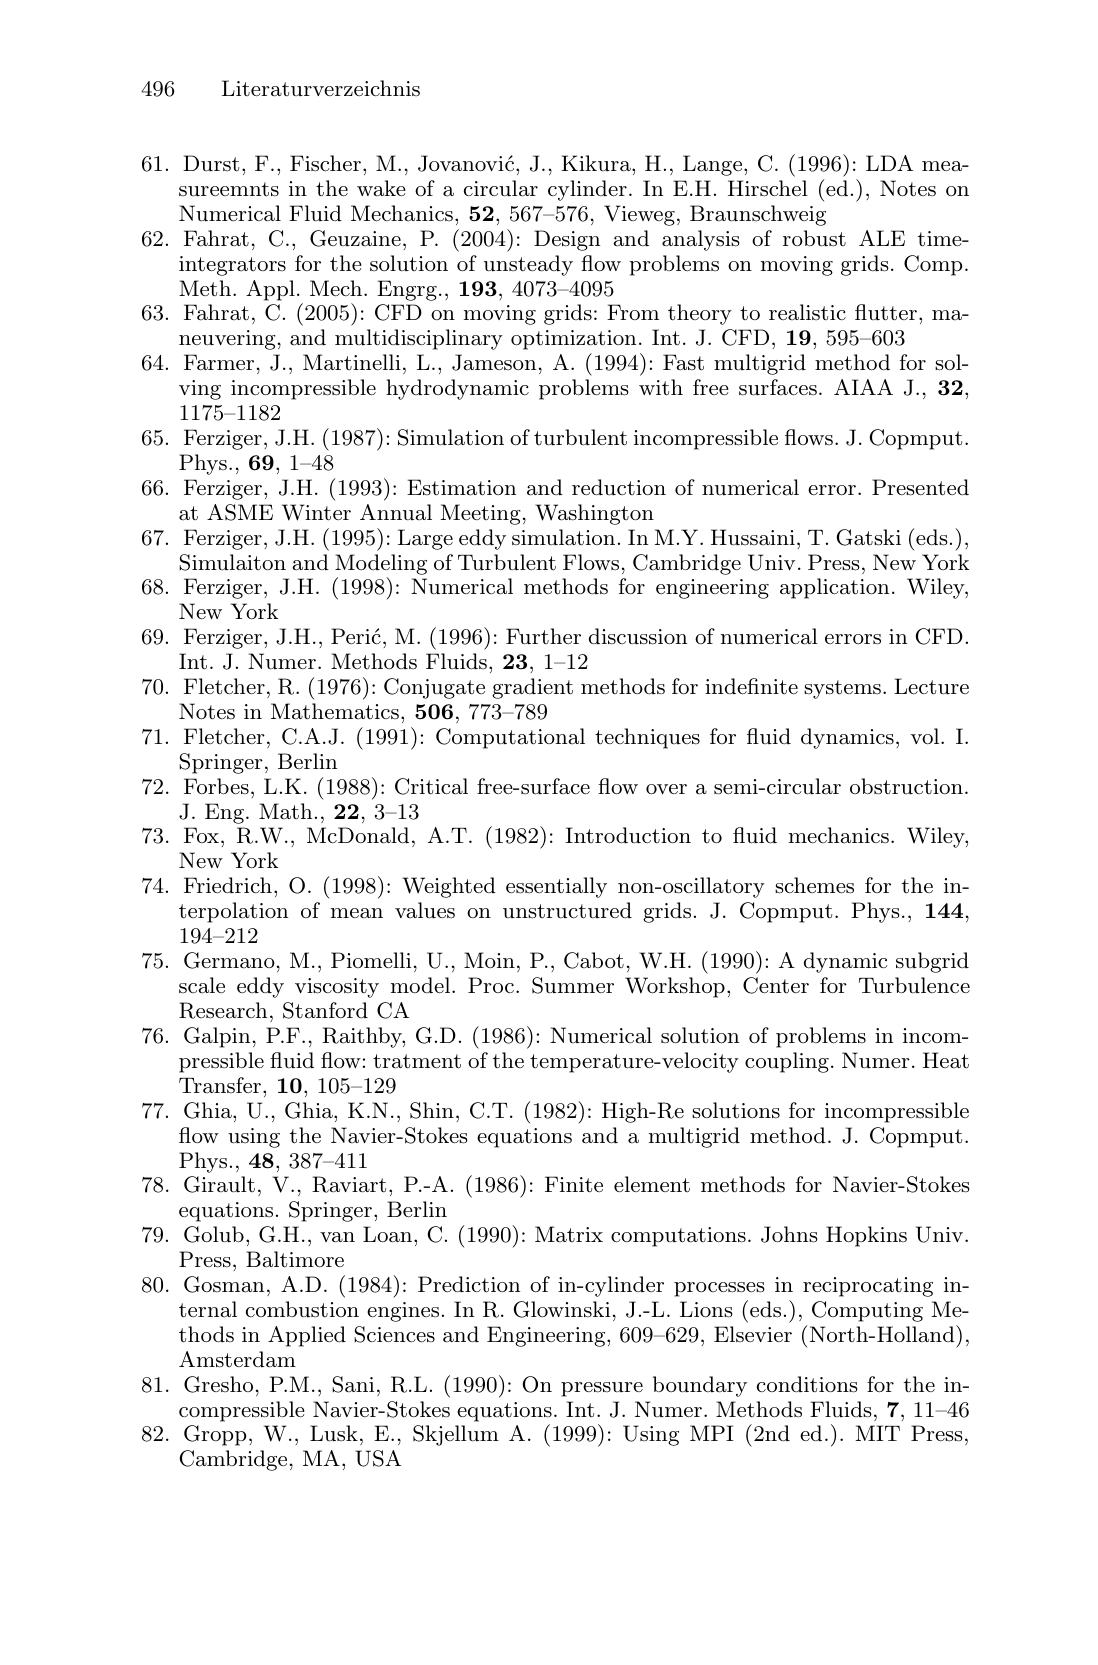 496 Literaturverzeichnis
61. Durst, F., Fischer, M., Jovanović, J., Kikura, H., Lange, C. (1996): LDA mea-
sureemnts in the wake of a circular cylinder. In E.H. Hirschel (ed.), Notes on
Numerical Fluid Mechanics, 52, 567–576, Vieweg, Braunschweig
62. Fahrat, C., Geuzaine, P. (2004): Design and analysis of robust ALE time-
integrators for the solution of unsteady flow problems on moving grids. Comp.
Meth. Appl. Mech. Engrg., 193, 4073–4095
63. Fahrat, C. (2005): CFD on moving grids: From theory to realistic flutter, ma-
neuvering, and multidisciplinary optimization. Int. J. CFD, 19, 595–603
64. Farmer, J., Martinelli, L., Jameson, A. (1994): Fast multigrid method for sol-
ving incompressible hydrodynamic problems with free surfaces. AIAA J., 32,
1175–1182
65. Ferziger, J.H. (1987): Simulation of turbulent incompressible flows. J. Copmput.
Phys., 69, 1–48
66. Ferziger, J.H. (1993): Estimation and reduction of numerical error. Presented
at ASME Winter Annual Meeting, Washington
67. Ferziger, J.H. (1995): Large eddy simulation. In M.Y. Hussaini, T. Gatski (eds.),
Simulaiton and Modeling of Turbulent Flows, Cambridge Univ. Press, New York
68. Ferziger, J.H. (1998): Numerical methods for engineering application. Wiley,
New York
69. Ferziger, J.H., Perić, M. (1996): Further discussion of numerical errors in CFD.
Int. J. Numer. Methods Fluids, 23, 1–12
70. Fletcher, R. (1976): Conjugate gradient methods for indefinite systems. Lecture
Notes in Mathematics, 506, 773–789
71. Fletcher, C.A.J. (1991): Computational techniques for fluid dynamics, vol. I.
Springer, Berlin
72. Forbes, L.K. (1988): Critical free-surface flow over a semi-circular obstruction.
J. Eng. Math., 22, 3–13
73. Fox, R.W., McDonald, A.T. (1982): Introduction to fluid mechanics. Wiley,
New York
74. Friedrich, O. (1998): Weighted essentially non-oscillatory schemes for the in-
terpolation of mean values on unstructured grids. J. Copmput. Phys., 144,
194–212
75. Germano, M., Piomelli, U., Moin, P., Cabot, W.H. (1990): A dynamic subgrid
scale eddy viscosity model. Proc. Summer Workshop, Center for Turbulence
Research, Stanford CA
76. Galpin, P.F., Raithby, G.D. (1986): Numerical solution of problems in incom-
pressible fluid flow: tratment of the temperature-velocity coupling. Numer. Heat
Transfer, 10, 105–129
77. Ghia, U., Ghia, K.N., Shin, C.T. (1982): High-Re solutions for incompressible
flow using the Navier-Stokes equations and a multigrid method. J. Copmput.
Phys., 48, 387–411
78. Girault, V., Raviart, P.-A. (1986): Finite element methods for Navier-Stokes
equations. Springer, Berlin
79. Golub, G.H., van Loan, C. (1990): Matrix computations. Johns Hopkins Univ.
Press, Baltimore
80. Gosman, A.D. (1984): Prediction of in-cylinder processes in reciprocating in-
ternal combustion engines. In R. Glowinski, J.-L. Lions (eds.), Computing Me-
thods in Applied Sciences and Engineering, 609–629, Elsevier (North-Holland),
Amsterdam
81. Gresho, P.M., Sani, R.L. (1990): On pressure boundary conditions for the in-
compressible Navier-Stokes equations. Int. J. Numer. Methods Fluids, 7, 11–46
82. Gropp, W., Lusk, E., Skjellum A. (1999): Using MPI (2nd ed.). MIT Press,
Cambridge, MA, USA